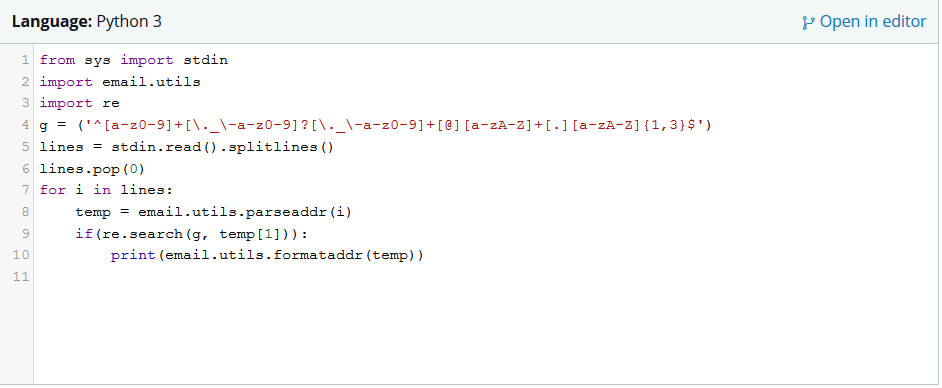 Language: Python 3
Open in editor
1 from sys import stdin
2 import email.utils
3 import re
4 g = ('^[a-z0-9]+[\._\-a-z0-9]?[\._\-a-z0-9]+[@][a-zA-Z]+[.][a-zA-Z]{1,3}$')
5 lines = stdin.read().splitlines()
6 lines.pop(0)
7 for i in lines:
8     temp = email.utils.parseaddr(i)
9     if(re.search(g, temp[1])):
10         print(email.utils.formataddr(temp))
11